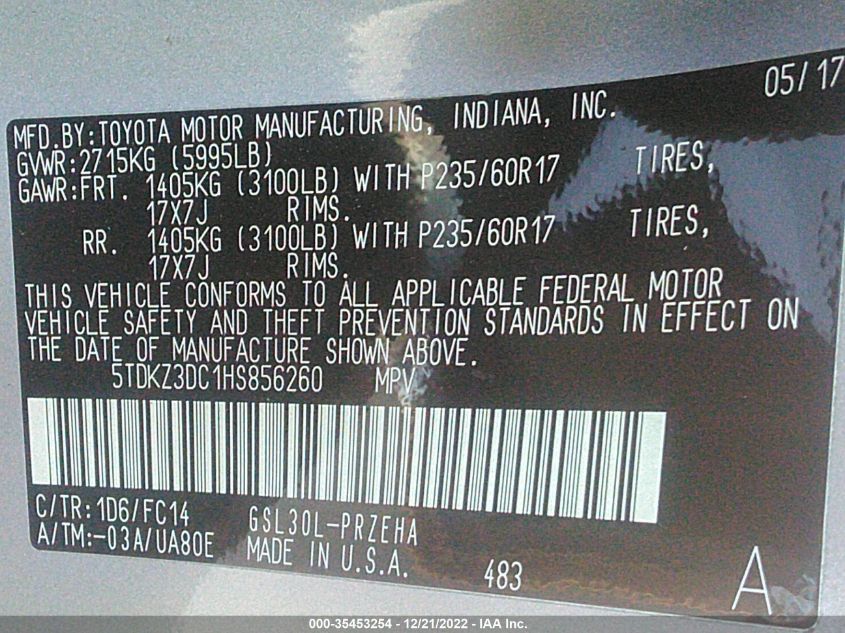 05/17
MFD.BY:TOYOTA MOTOR MANUFACTURING, INDIANA, INC.
GVWR:2715KG (5995LB)
GAWR:FRT. 1405KG (3100LB) WITH P235/60R17 TIRES,
17X7J RIMS.
RR. 1405KG (3100LB) WITH P235/60R17 TIRES,
17X7J RIMS.
THIS VEHICLE CONFORMS TO ALL APPLICABLE FEDERAL MOTOR
VEHICLE SAFETY AND THEFT PREVENTION STANDARDS IN EFFECT ON
THE DATE OF MANUFACTURE SHOWN ABOVE.
5TDKZ3DC1HS856260 MPV
C/TR:1D6/FC14 GSL30L-PRZEHA
A/TM:-03A/UA80E MADE IN U.S.A. 483 A
000-35453254 - 12/21/2022 - IAA Inc.